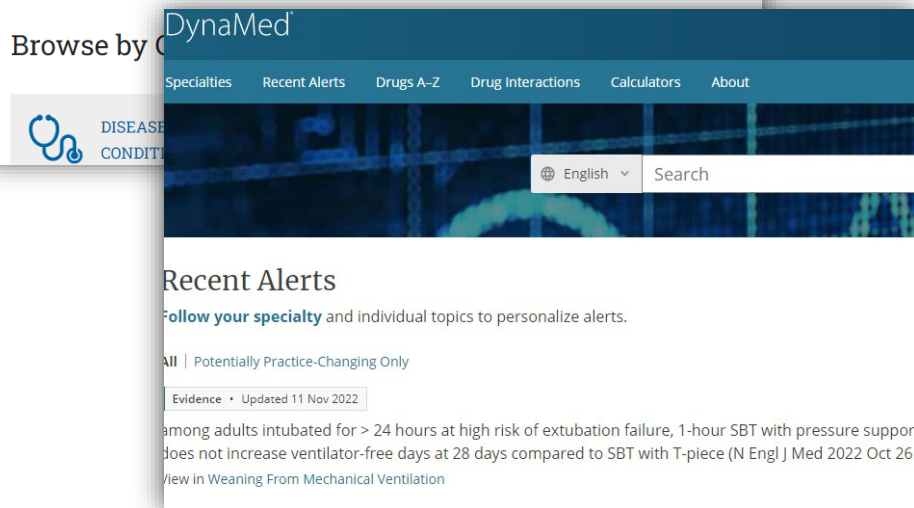 Browse by
DISEASE
CONDITI
DynaMed
Specialties Recent Alerts Drugs A–Z Drug Interactions Calculators About
English Search
Recent Alerts
Follow your specialty and individual topics to personalize alerts.
All | Potentially Practice-Changing Only
Evidence • Updated 11 Nov 2022
among adults intubated for > 24 hours at high risk of extubation failure, 1-hour SBT with pressure suppor
does not increase ventilator-free days at 28 days compared to SBT with T-piece (N Engl J Med 2022 Oct 26
View in Weaning From Mechanical Ventilation